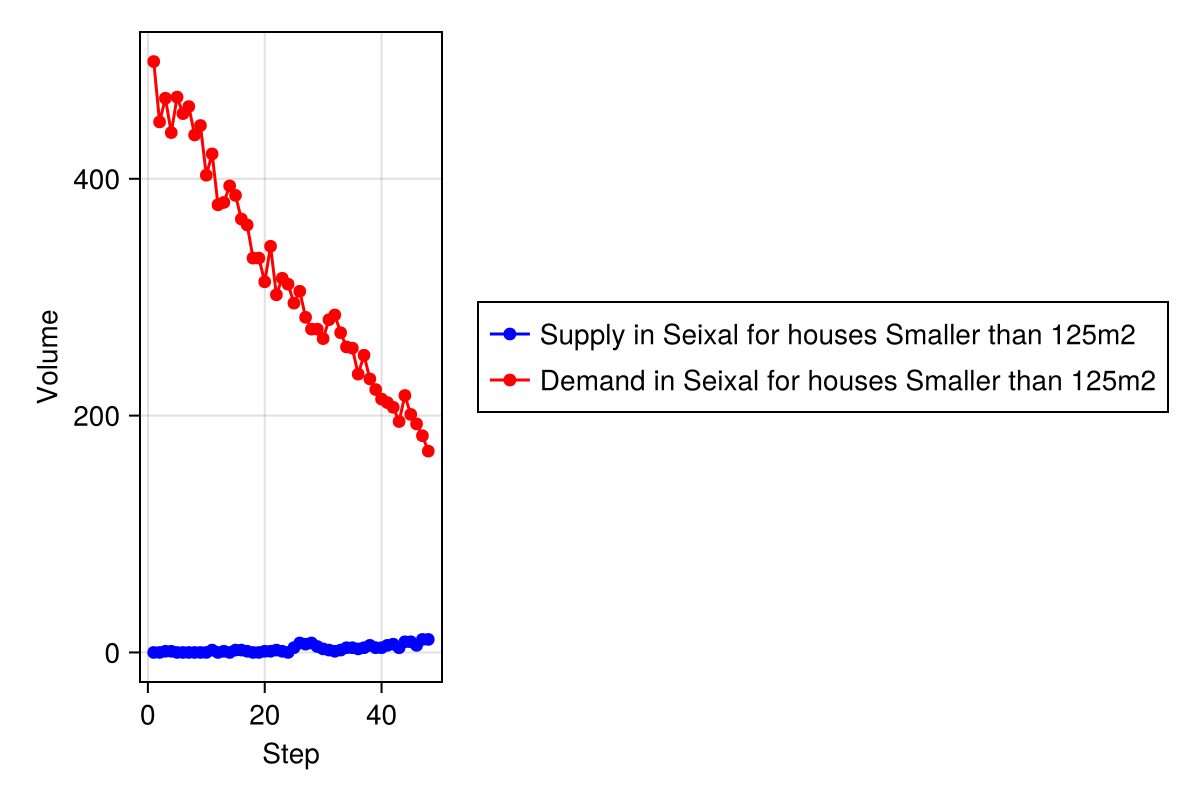 400
200
0
Volume
0 20 40
Step
Supply in Seixal for houses Smaller than 125m2
Demand in Seixal for houses Smaller than 125m2